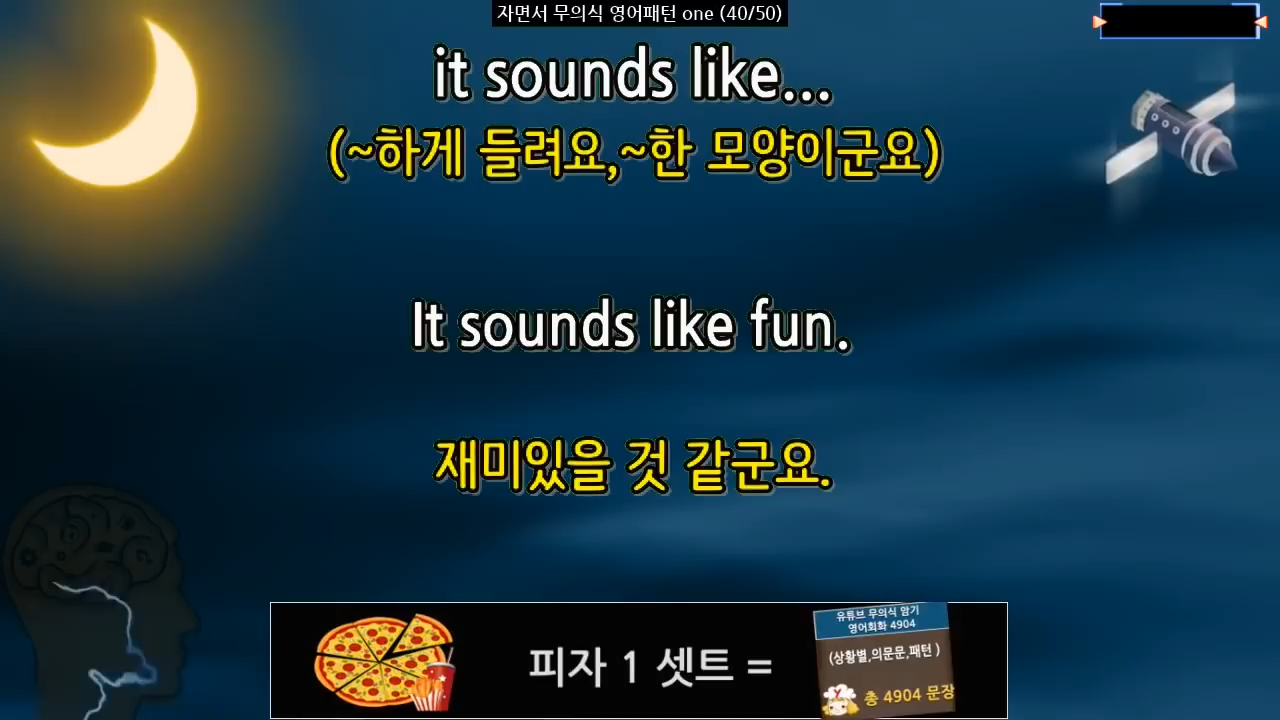 자면서 무의식 영어패턴 one (40/50)
it sounds like...
(~하게 들려요,~한 모양이군요)
It sounds like fun.
재미있을 것 같군요.
피자 1 셋트 =
유튜브 무의식 암기
영어회화 4904
(상황별,의문문,패턴 )
총 4904 문장